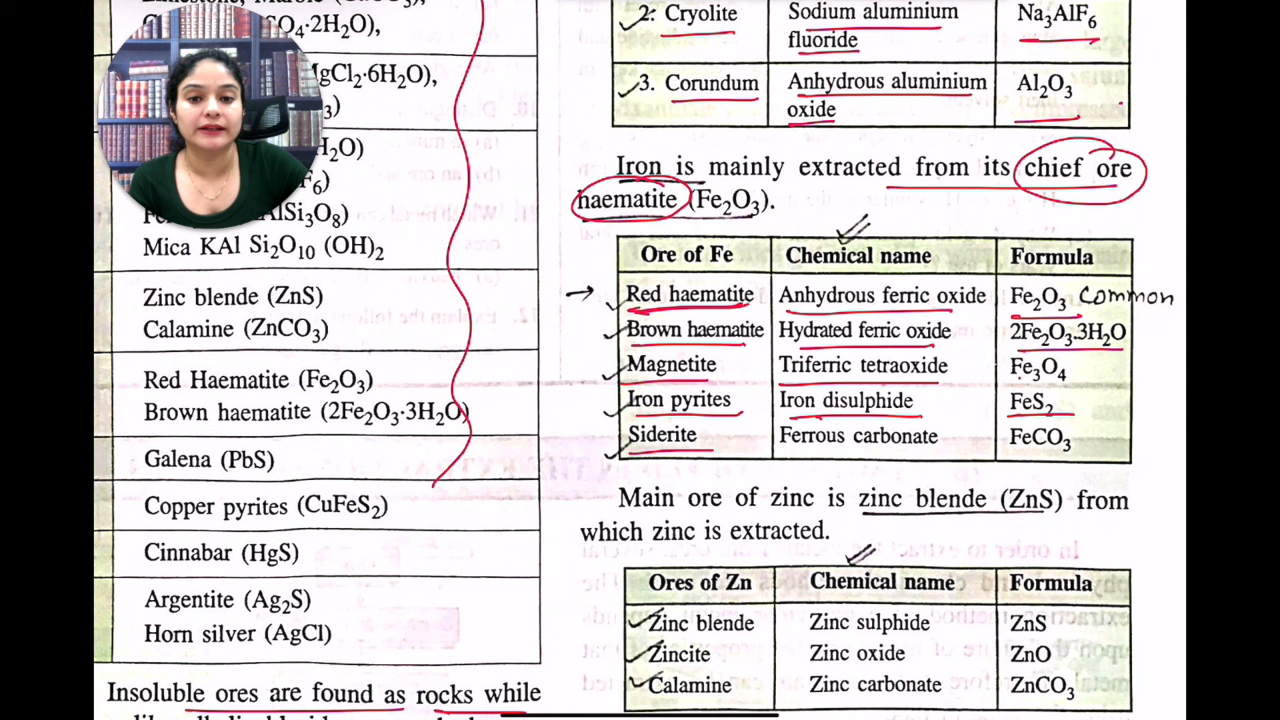 SO4·2H2O),
MgCl2·6H2O),
Mica KAl Si2O10 (OH)2
Zinc blende (ZnS)
Calamine (ZnCO3)
Red Haematite (Fe2O3)
Brown haematite (2Fe2O3·3H2O)
Galena (PbS)
Copper pyrites (CuFeS2)
Cinnabar (HgS)
Argentite (Ag2S)
Horn silver (AgCl)
Insoluble ores are found as rocks while
2: Cryolite Sodium aluminium Na3AlF6
fluoride
3. Corundum Anhydrous aluminium Al2O3
oxide
Iron is mainly extracted from its chief ore
haematite (Fe2O3).
Ore of Fe Chemical name Formula
Red haematite Anhydrous ferric oxide Fe2O3 Common
Brown haematite Hydrated ferric oxide 2Fe2O3.3H2O
Magnetite Triferric tetraoxide Fe3O4
Iron pyrites Iron disulphide FeS2
Siderite Ferrous carbonate FeCO3
Main ore of zinc is zinc blende (ZnS) from
which zinc is extracted.
Ores of Zn Chemical name Formula
Zinc blende Zinc sulphide ZnS
Zincite Zinc oxide ZnO
Calamine Zinc carbonate ZnCO3